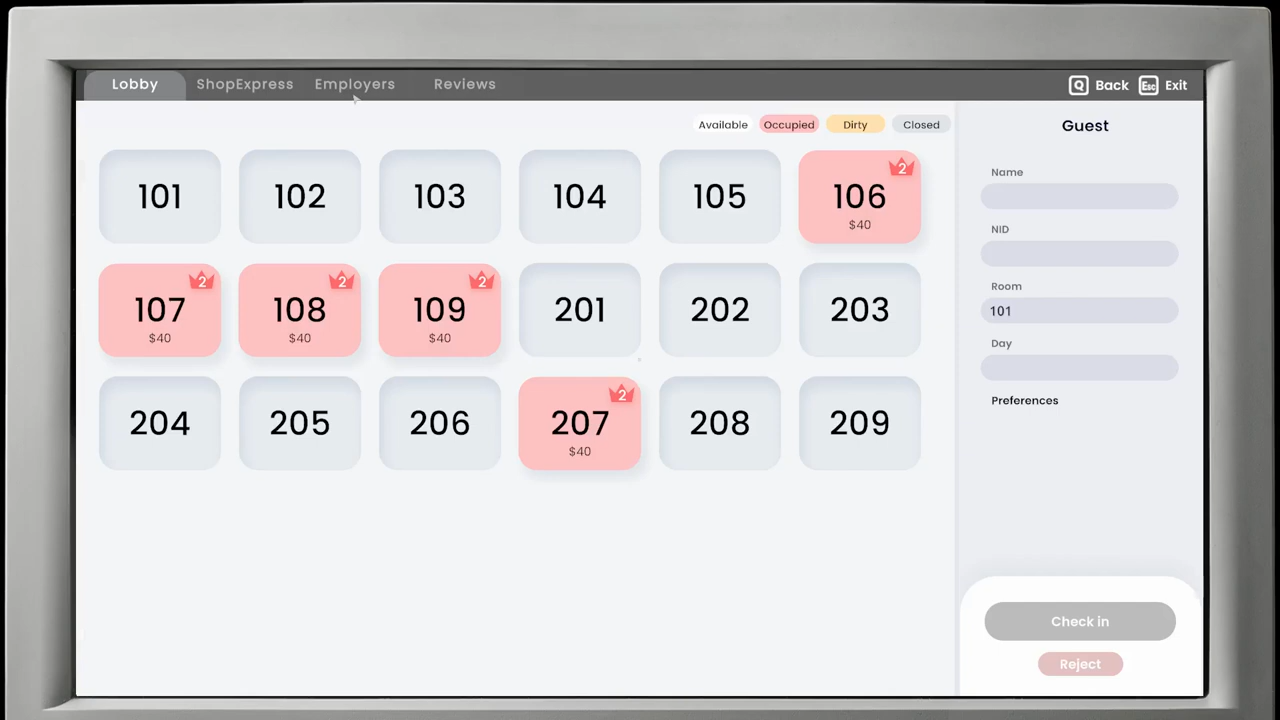 Lobby ShopExpress Employers Reviews Q Back Esc Exit
Available Occupied Dirty Closed
Guest
101 102 103 104 105 2 106 $40
2 107 $40 2 108 $40 2 109 $40 201 202 203
204 205 206 2 207 $40 208 209
Name
NID
Room
101
Day
Preferences
Check in
Reject